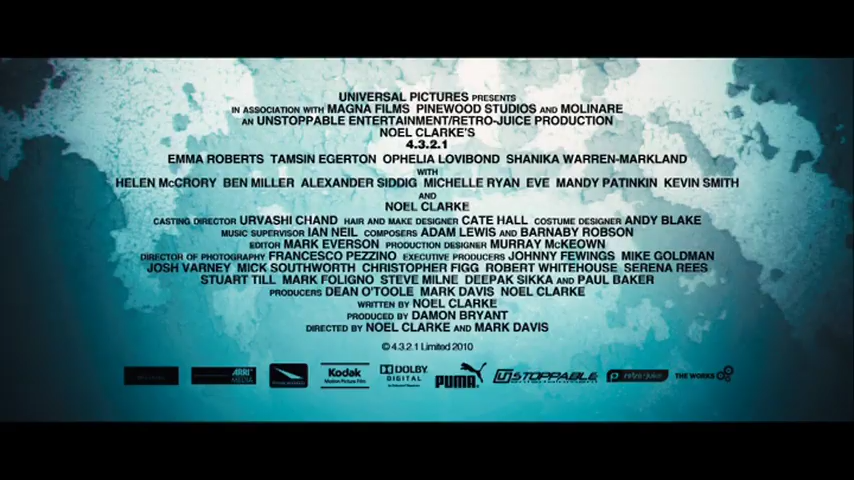 UNIVERSAL PICTURES PRESENTS
IN ASSOCIATION WITH MAGNA FILMS PINEWOOD STUDIOS AND MOLINARE
AN UNSTOPPABLE ENTERTAINMENT/RETRO-JUICE PRODUCTION
NOEL CLARKE'S
4.3.2.1
EMMA ROBERTS TAMSIN EGERTON OPHELIA LOVIBOND SHANIKA WARREN-MARKLAND
WITH
HELEN McCRORY BEN MILLER ALEXANDER SIDDIG MICHELLE RYAN EVE MANDY PATINKIN KEVIN SMITH
AND
NOEL CLARKE
CASTING DIRECTOR URVASHI CHAND HAIR AND MAKE DESIGNER CATE HALL COSTUME DESIGNER ANDY BLAKE
MUSIC SUPERVISOR IAN NEIL COMPOSERS ADAM LEWIS AND BARNABY ROBSON
EDITOR MARK EVERSON PRODUCTION DESIGNER MURRAY McKEOWN
DIRECTOR OF PHOTOGRAPHY FRANCESCO PEZZINO EXECUTIVE PRODUCERS JOHNNY FEWINGS MIKE GOLDMAN
JOSH VARNEY MICK SOUTHWORTH CHRISTOPHER FIGG ROBERT WHITEHOUSE SERENA REES
STUART TILL MARK FOLIGNO STEVE MILNE DEEPAK SIKKA AND PAUL BAKER
PRODUCERS DEAN O'TOOLE MARK DAVIS NOEL CLARKE
WRITTEN BY NOEL CLARKE
PRODUCED BY DAMON BRYANT
DIRECTED BY NOEL CLARKE AND MARK DAVIS
© 4.3.2.1 Limited 2010
ARRI MEDIA Kodak Motion Picture Film DOLBY DIGITAL PUMA UNSTOPPABLE retro-juice THE WORKS